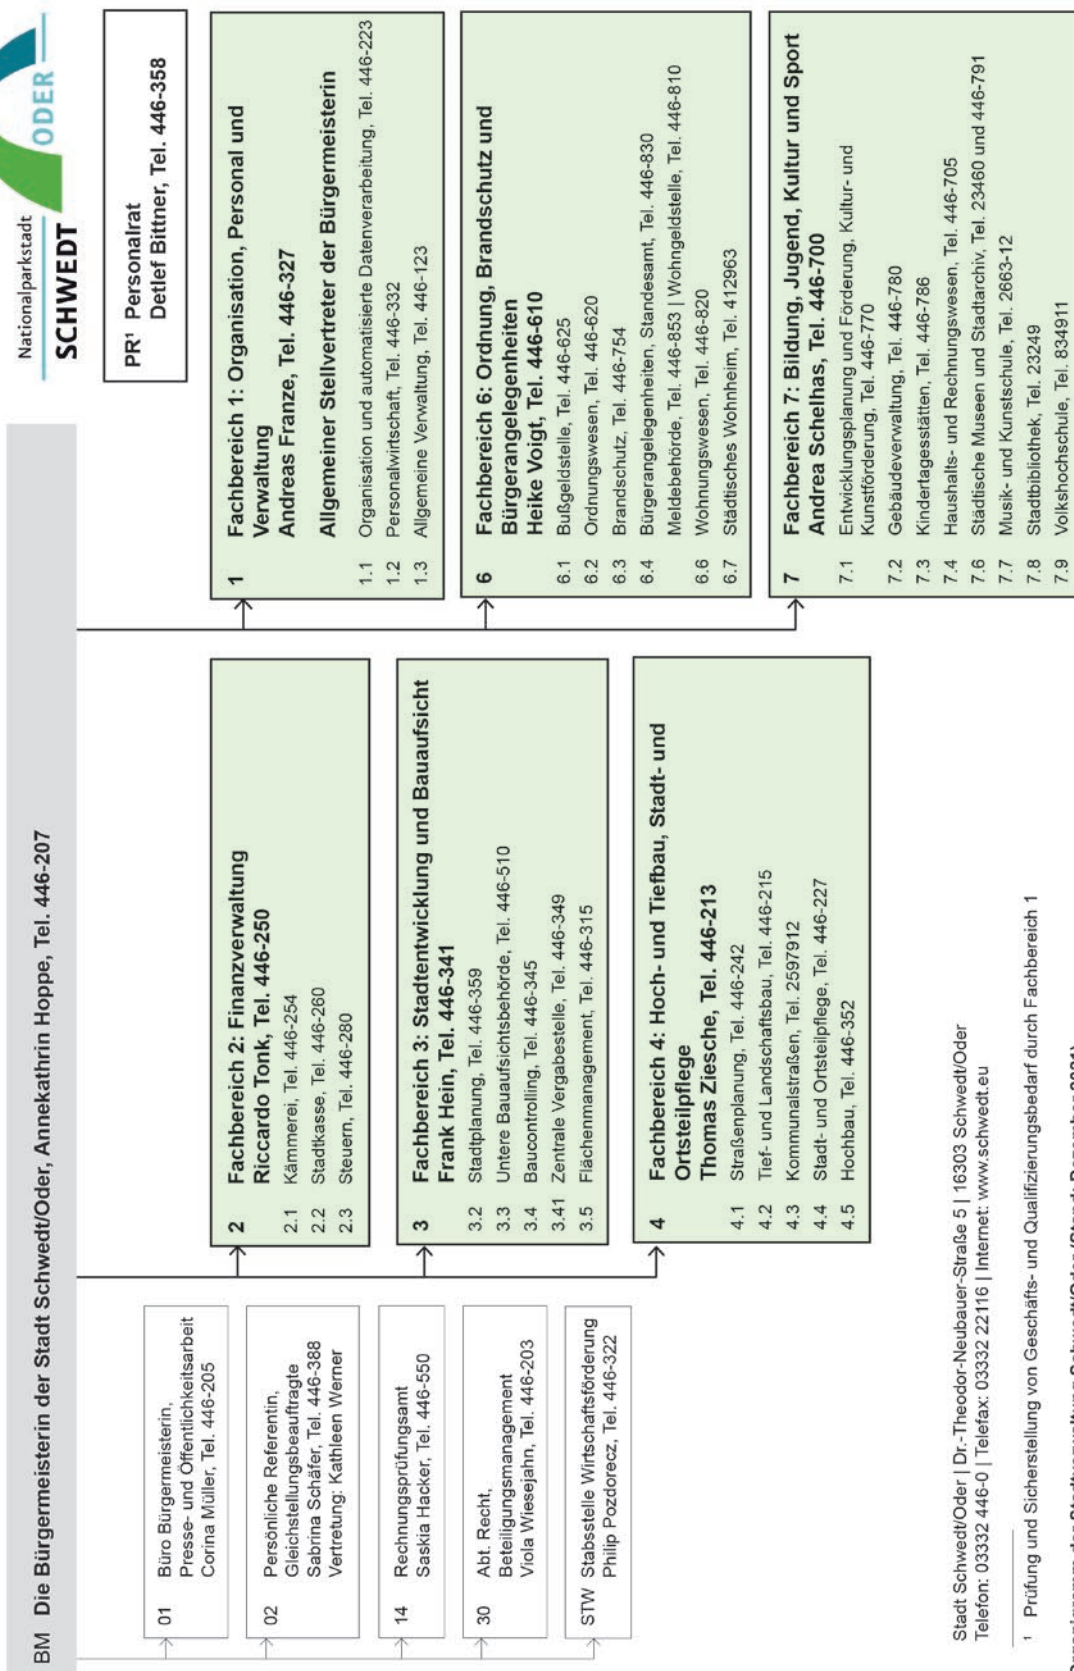 Nationalparkstadt
SCHWEDT
ODER
BM Die Bürgermeisterin der Stadt Schwedt/Oder, Annekathrin Hoppe, Tel. 446-207
PR¹ Personalrat
Detlef Bittner, Tel. 446-358
01 Büro Bürgermeisterin,
Presse- und Öffentlichkeitsarbeit
Corina Müller, Tel. 446-205
02 Persönliche Referentin,
Gleichstellungsbeauftragte
Sabrina Schäfer, Tel. 446-388
Vertretung: Kathleen Werner
14 Rechnungsprüfungsamt
Saskia Hacker, Tel. 446-550
30 Abt. Recht,
Beteiligungsmanagement
Viola Wiesejahn, Tel. 446-203
STW Stabsstelle Wirtschaftsförderung
Philip Pozdorecz, Tel. 446-322
2 Fachbereich 2: Finanzverwaltung
Riccardo Tonk, Tel. 446-250
2.1 Kämmerei, Tel. 446-254
2.2 Stadtkasse, Tel. 446-260
2.3 Steuern, Tel. 446-280
3 Fachbereich 3: Stadtentwicklung und Bauaufsicht
Frank Hein, Tel. 446-341
3.2 Stadtplanung, Tel. 446-359
3.3 Untere Bauaufsichtsbehörde, Tel. 446-510
3.4 Baucontrolling, Tel. 446-345
3.41 Zentrale Vergabestelle, Tel. 446-349
3.5 Flächenmanagement, Tel. 446-315
4 Fachbereich 4: Hoch- und Tiefbau, Stadt- und
Ortsteilpflege
Thomas Ziesche, Tel. 446-213
4.1 Straßenplanung, Tel. 446-242
4.2 Tief- und Landschaftsbau, Tel. 446-215
4.3 Kommunalstraßen, Tel. 2597912
4.4 Stadt- und Ortsteilpflege, Tel. 446-227
4.5 Hochbau, Tel. 446-352
1 Fachbereich 1: Organisation, Personal und
Verwaltung
Andreas Franze, Tel. 446-327
Allgemeiner Stellvertreter der Bürgermeisterin
1.1 Organisation und automatisierte Datenverarbeitung, Tel. 446-223
1.2 Personalwirtschaft, Tel. 446-332
1.3 Allgemeine Verwaltung, Tel. 446-123
6 Fachbereich 6: Ordnung, Brandschutz und
Bürgerangelegenheiten
Heike Voigt, Tel. 446-610
6.1 Bußgeldstelle, Tel. 446-625
6.2 Ordnungswesen, Tel. 446-620
6.3 Brandschutz, Tel. 446-754
6.4 Bürgerangelegenheiten, Standesamt, Tel. 446-830
Meldebehörde, Tel. 446-853 | Wohngeldstelle, Tel. 446-810
6.6 Wohnungswesen, Tel. 446-820
6.7 Städtisches Wohnheim, Tel. 412963
7 Fachbereich 7: Bildung, Jugend, Kultur und Sport
Andrea Schelhas, Tel. 446-700
7.1 Entwicklungsplanung und Förderung, Kultur- und
Kunstförderung, Tel. 446-770
7.2 Gebäudeverwaltung, Tel. 446-780
7.3 Kindertagesstätten, Tel. 446-786
7.4 Haushalts- und Rechnungswesen, Tel. 446-705
7.6 Städtische Museen und Stadtarchiv, Tel. 23460 und 446-791
7.7 Musik- und Kunstschule, Tel. 2663-12
7.8 Stadtbibliothek, Tel. 23249
7.9 Volkshochschule, Tel. 834911
Stadt Schwedt/Oder | Dr.-Theodor-Neubauer-Straße 5 | 16303 Schwedt/Oder
Telefon: 03332 446-0 | Telefax: 03332 22116 | Internet: www.schwedt.eu
¹ Prüfung und Sicherstellung von Geschäfts- und Qualifizierungsbedarf durch Fachbereich 1